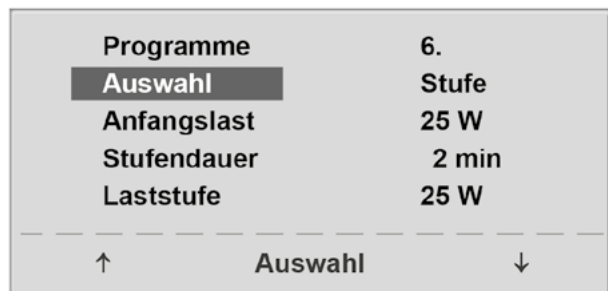 Programme 6.
Auswahl Stufe
Anfangslast 25 W
Stufendauer 2 min
Laststufe 25 W
↑ Auswahl ↓